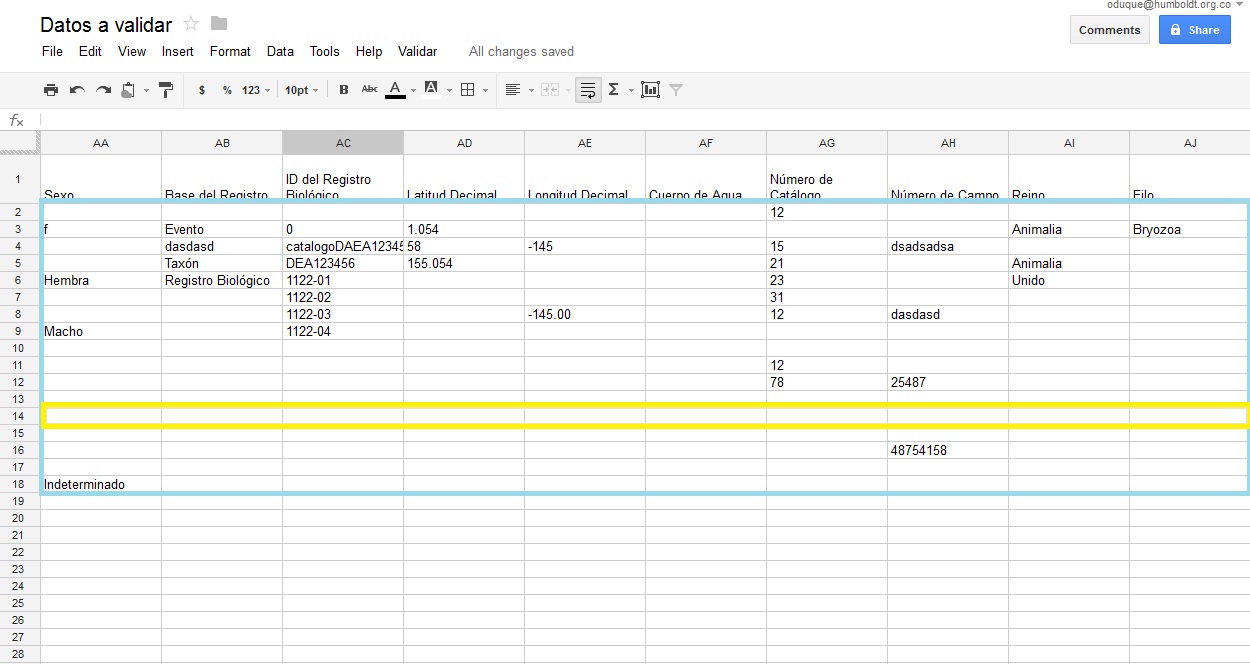 oduque@humboldt.org.co
Datos a validar
Comments
Share
File Edit View Insert Format Data Tools Help Validar All changes saved
$ % 123 10pt B Abc A A Σ
fx
AA AB AC AD AE AF AG AH AI AJ
1 Sexo Base del Registro ID del Registro Biológico Latitud Decimal Longitud Decimal Cuerpo de Agua Número de Catálogo Número de Campo Reino Filo
2 12
3 f Evento 0 1.054 Animalia Bryozoa
4 dasdasd catalogoDAEA12345 58 -145 15 dsadsadsa
5 Taxón DEA123456 155.054 21 Animalia
6 Hembra Registro Biológico 1122-01 23 Unido
7 1122-02 31
8 1122-03 -145.00 12 dasdasd
9 Macho 1122-04
10
11 12
12 78 25487
13
14
15
16 48754158
17
18 Indeterminado
19
20
21
22
23
24
25
26
27
28